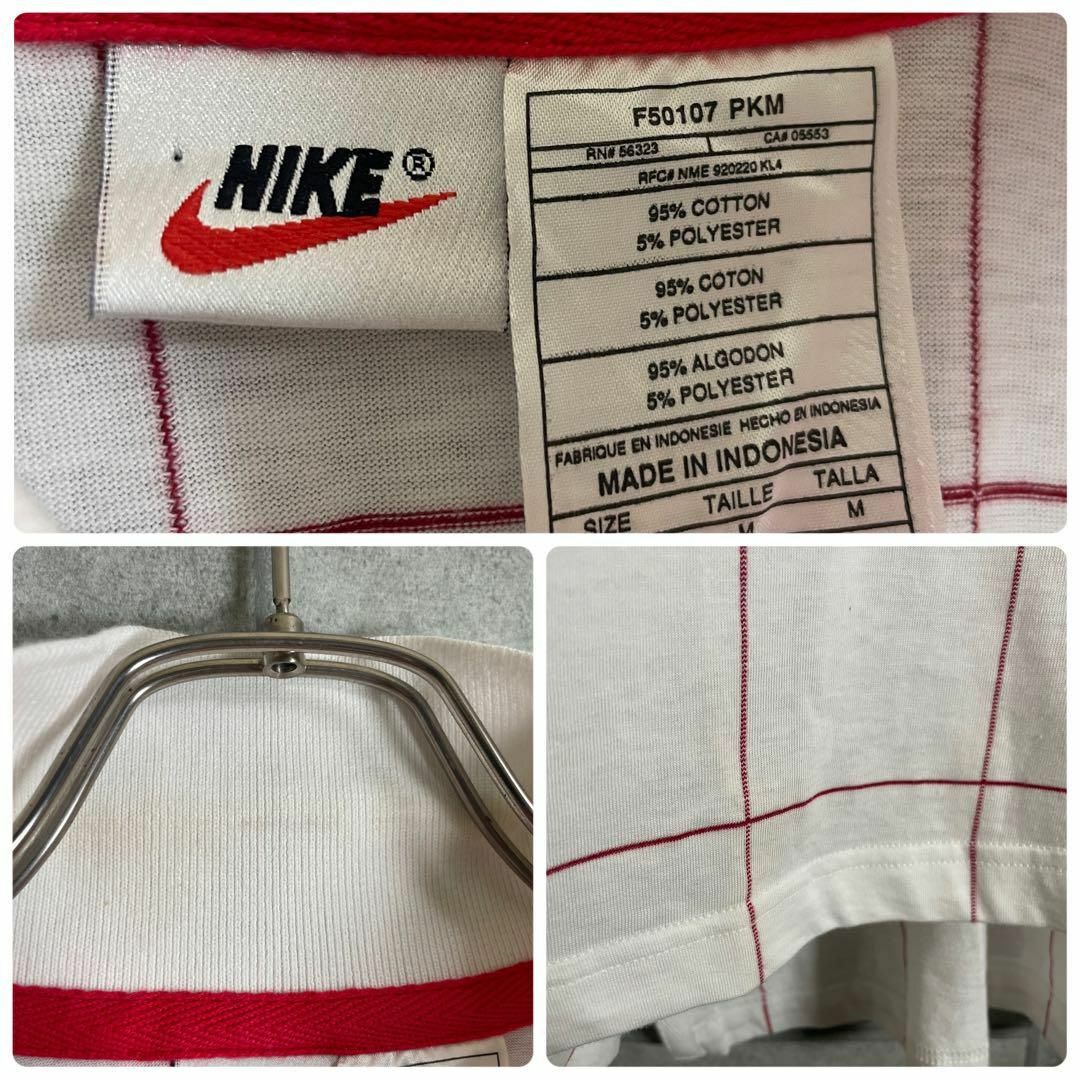 NIKE®
F50107 PKM
RN# 56323 CA# 05553
RFC# NME 920220 KL4
95% COTTON
5% POLYESTER
95% COTON
5% POLYESTER
95% ALGODON
5% POLYESTER
FABRIQUE EN INDONESIE HECHO EN INDONESIA
MADE IN INDONESIA
SIZE TAILLE TALLA
M M